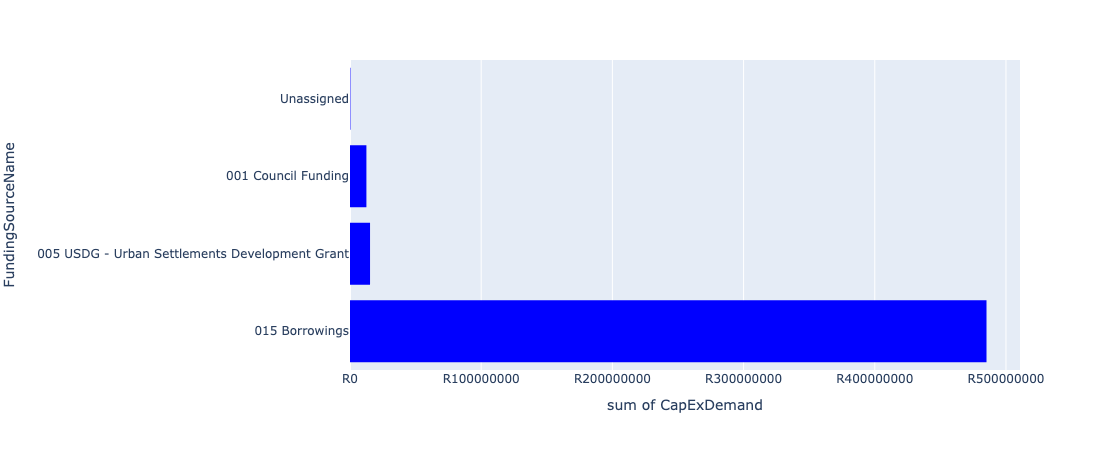 Unassigned
001 Council Funding
005 USDG - Urban Settlements Development Grant
015 Borrowings
FundingSourceName
R0
R100000000
R200000000
R300000000
R400000000
R500000000
sum of CapExDemand